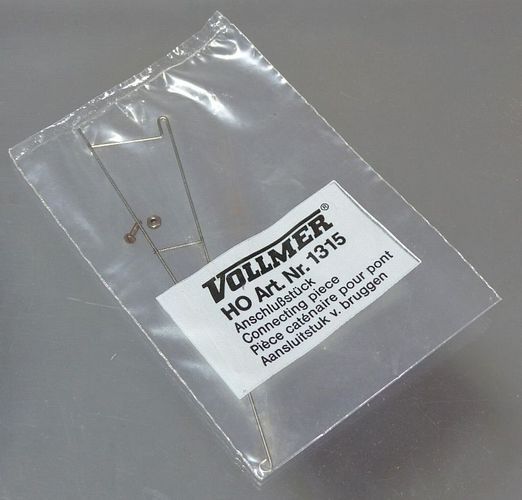 VOLLMER®
HO Art. Nr. 1315
Anschlußstück
Connecting piece
Pièce caténaire pour pont
Aansluitstuk v. bruggen